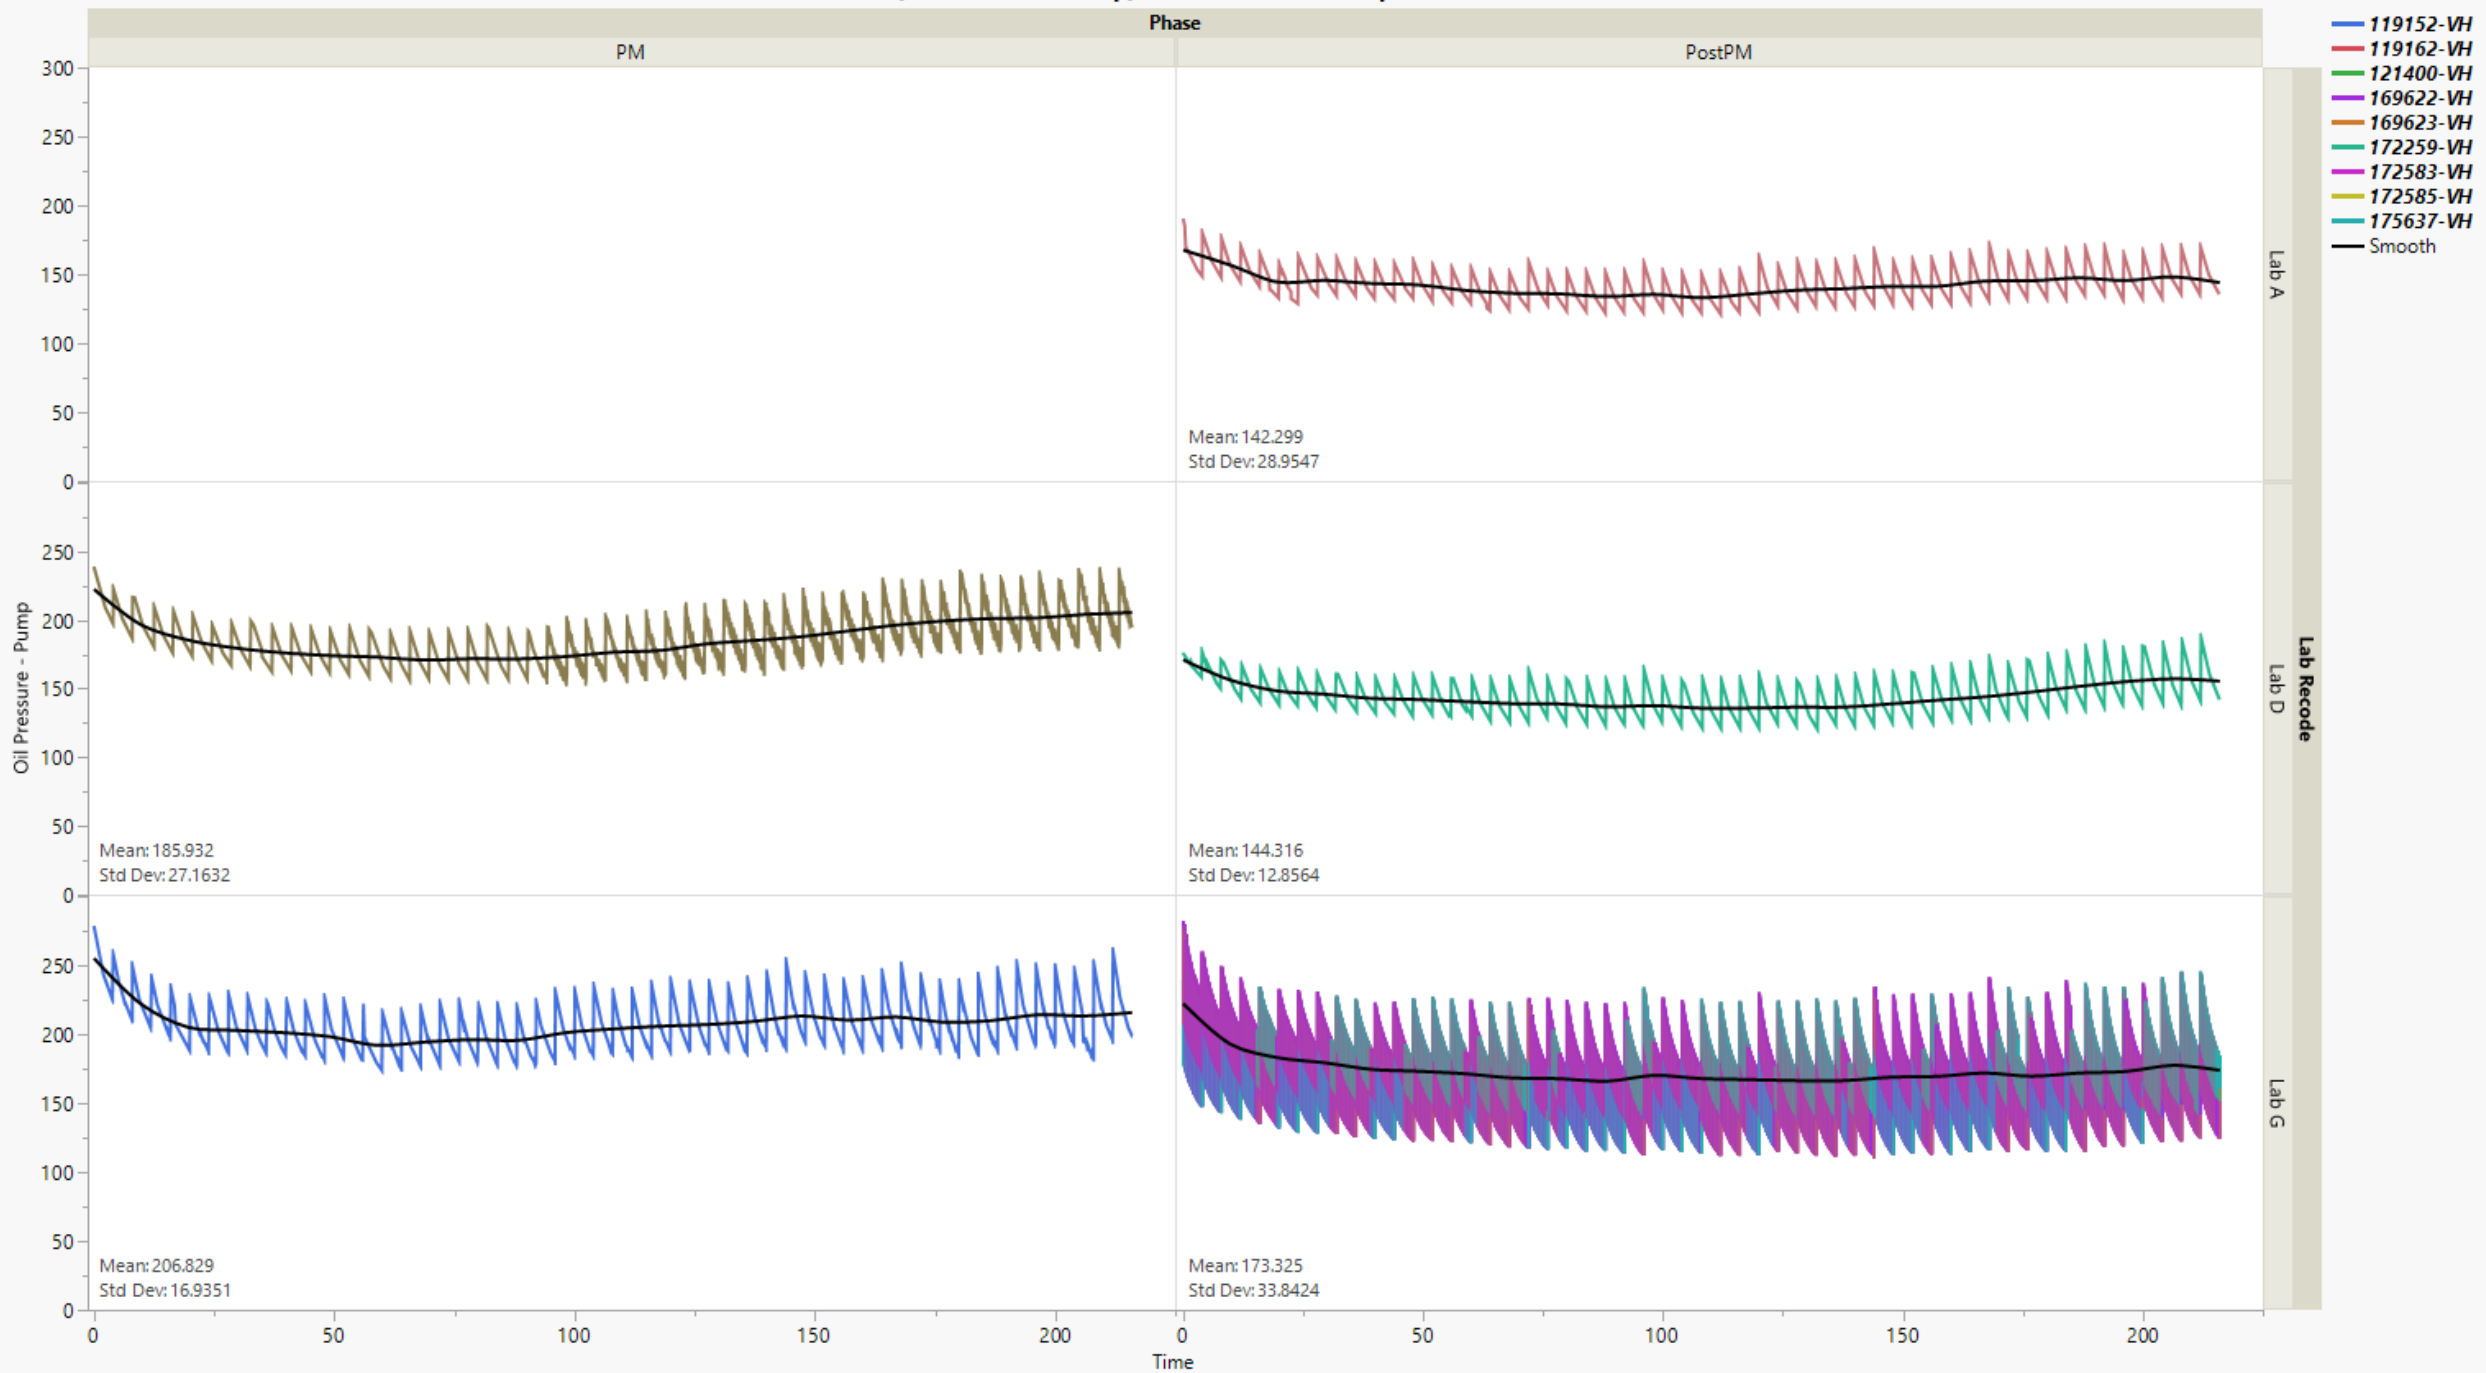 Phase
PM
PostPM
119152-VH
119162-VH
121400-VH
169622-VH
169623-VH
172259-VH
172583-VH
172585-VH
175637-VH
Smooth
300
250
200
150
100
50
0
Mean: 142.299
Std Dev: 28.9547
Lab A
250
200
150
100
50
0
Mean: 185.932
Std Dev: 27.1632
Mean: 144.316
Std Dev: 12.8564
Lab D
Oil Pressure - Pump
Lab Recode
250
200
150
100
50
0
Mean: 206.829
Std Dev: 16.9351
Mean: 173.325
Std Dev: 33.8424
Lab G
0 50 100 150 200
0 50 100 150 200
Time